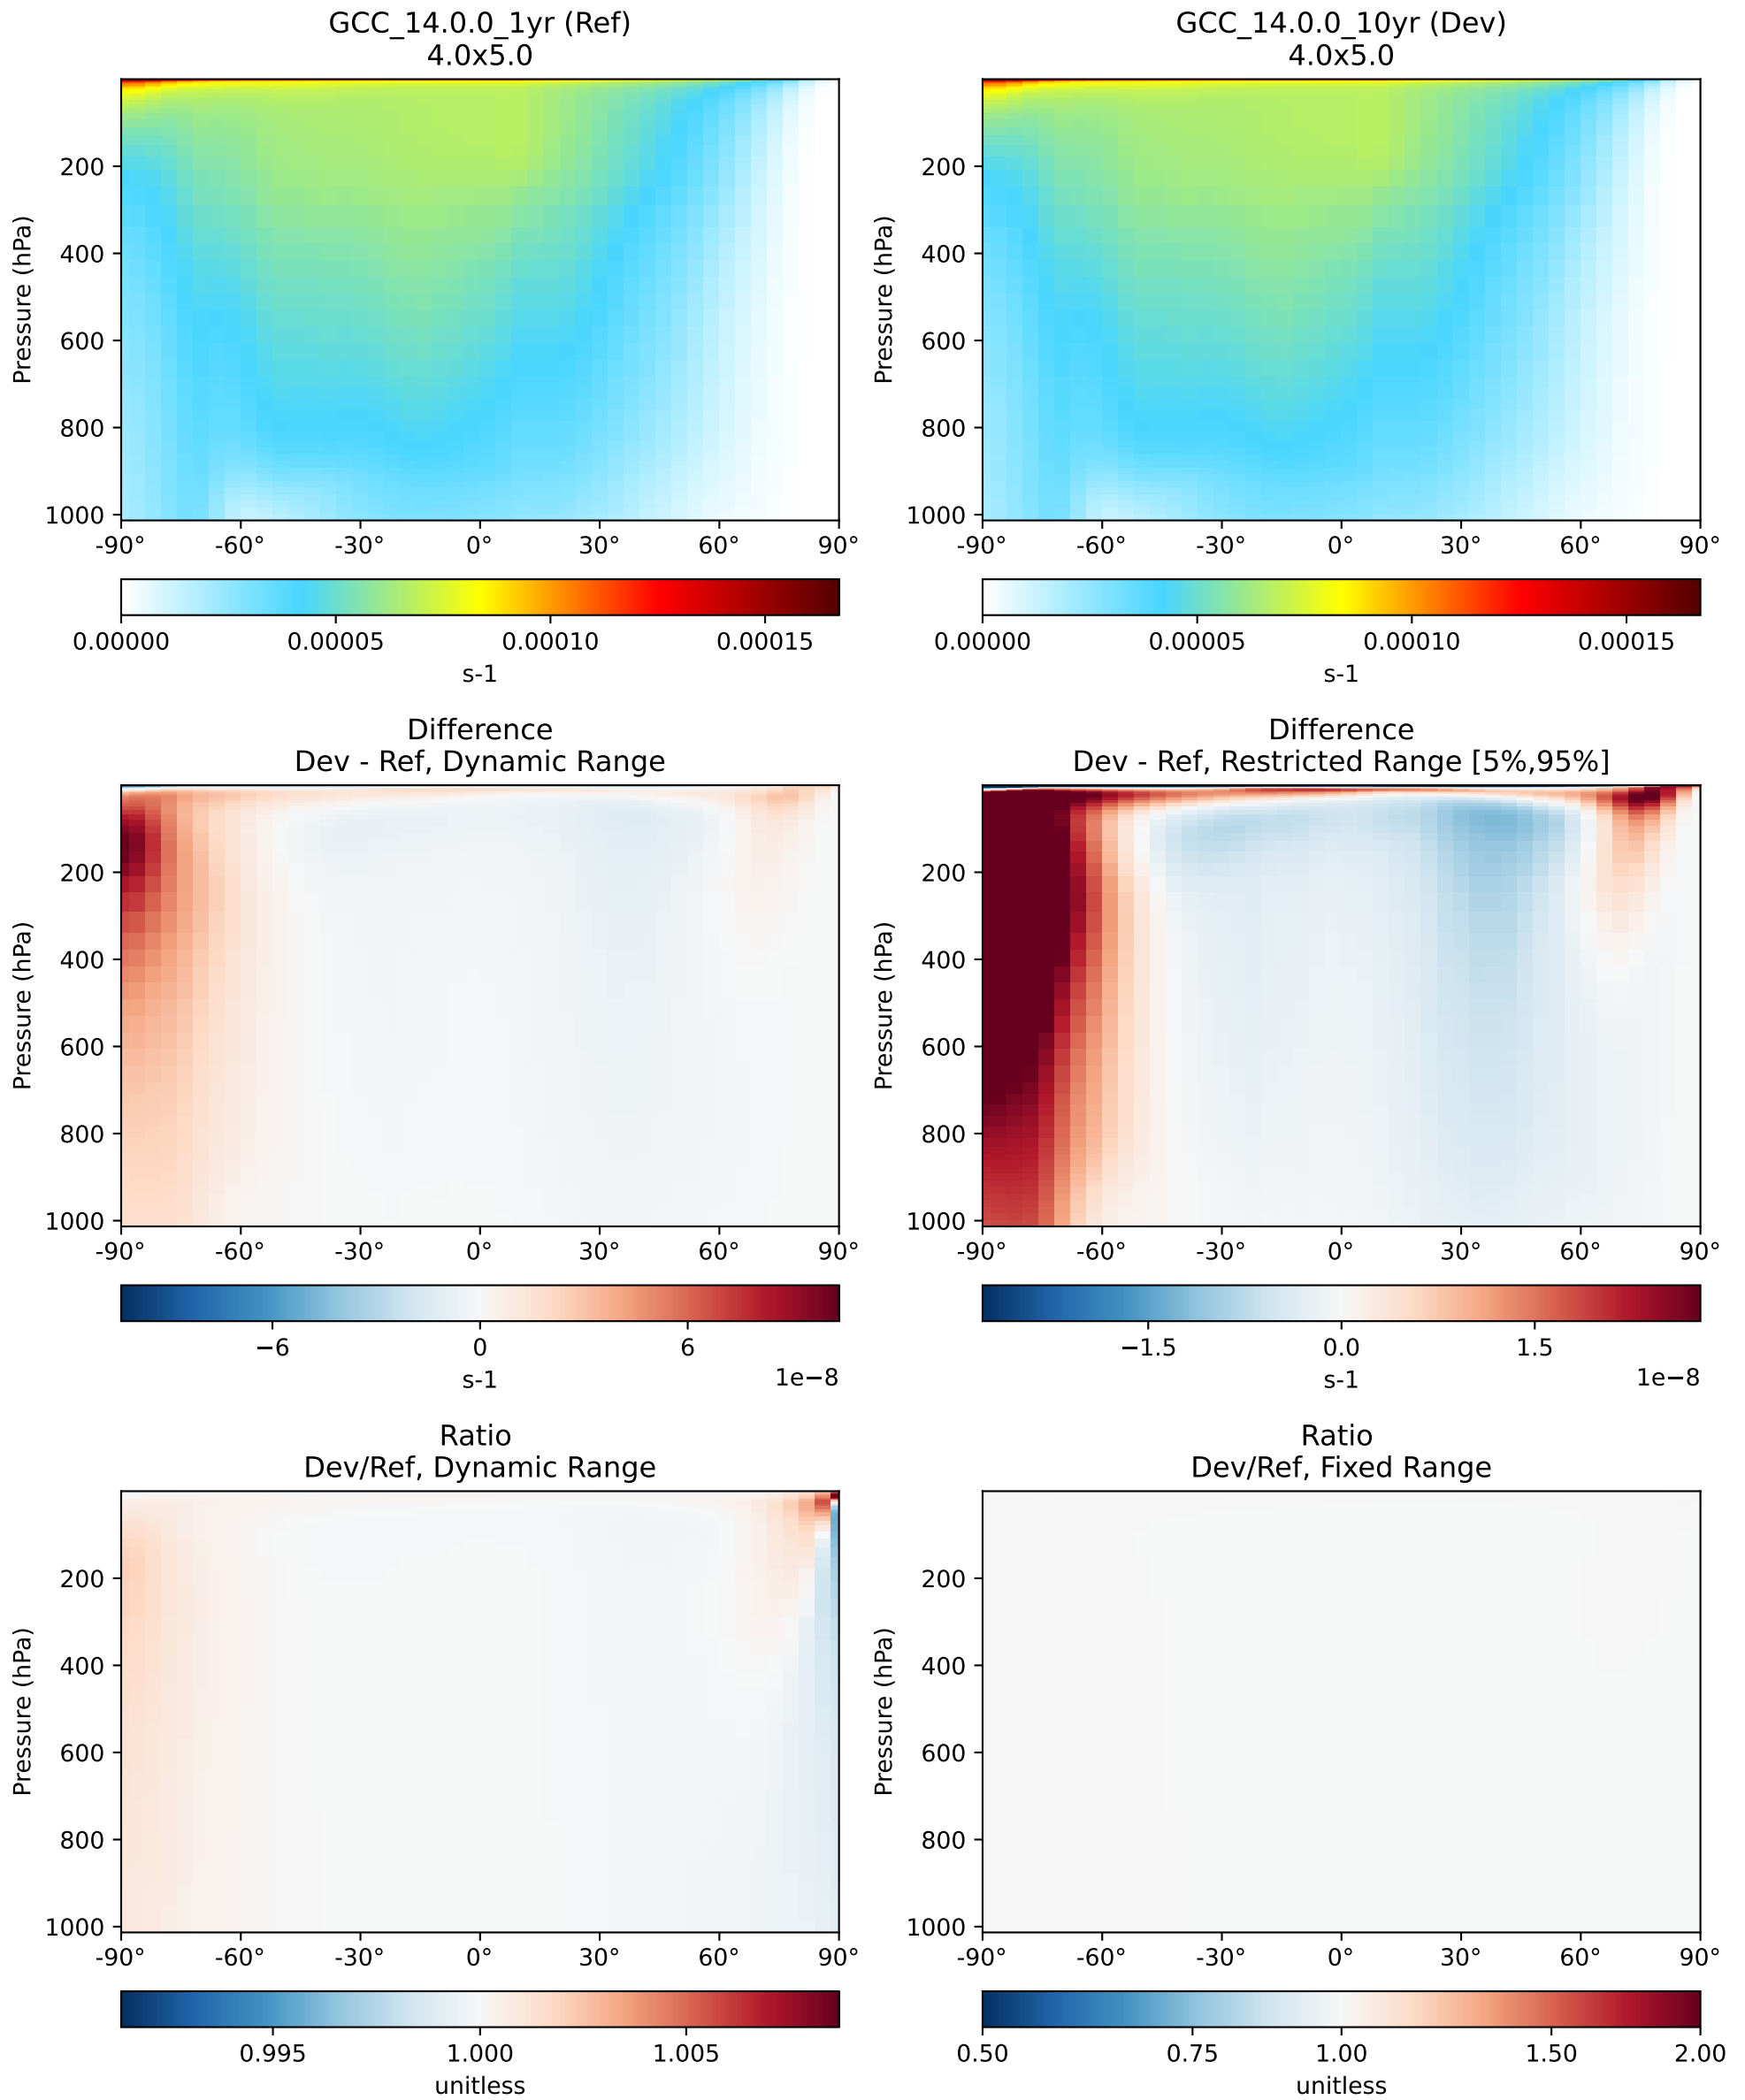 GCC_14.0.0_1yr (Ref)
4.0x5.0
Pressure (hPa)
200
400
600
800
1000
-90° -60° -30° 0° 30° 60° 90°
0.00000 0.00005 0.00010 0.00015
s-1
GCC_14.0.0_10yr (Dev)
4.0x5.0
Pressure (hPa)
200
400
600
800
1000
-90° -60° -30° 0° 30° 60° 90°
0.00000 0.00005 0.00010 0.00015
s-1
Difference
Dev - Ref, Dynamic Range
Pressure (hPa)
200
400
600
800
1000
-90° -60° -30° 0° 30° 60° 90°
−6 0 6
s-1 1e−8
Difference
Dev - Ref, Restricted Range [5%,95%]
Pressure (hPa)
200
400
600
800
1000
-90° -60° -30° 0° 30° 60° 90°
−1.5 0.0 1.5
s-1 1e−8
Ratio
Dev/Ref, Dynamic Range
Pressure (hPa)
200
400
600
800
1000
-90° -60° -30° 0° 30° 60° 90°
0.995 1.000 1.005
unitless
Ratio
Dev/Ref, Fixed Range
Pressure (hPa)
200
400
600
800
1000
-90° -60° -30° 0° 30° 60° 90°
0.50 0.75 1.00 1.50 2.00
unitless